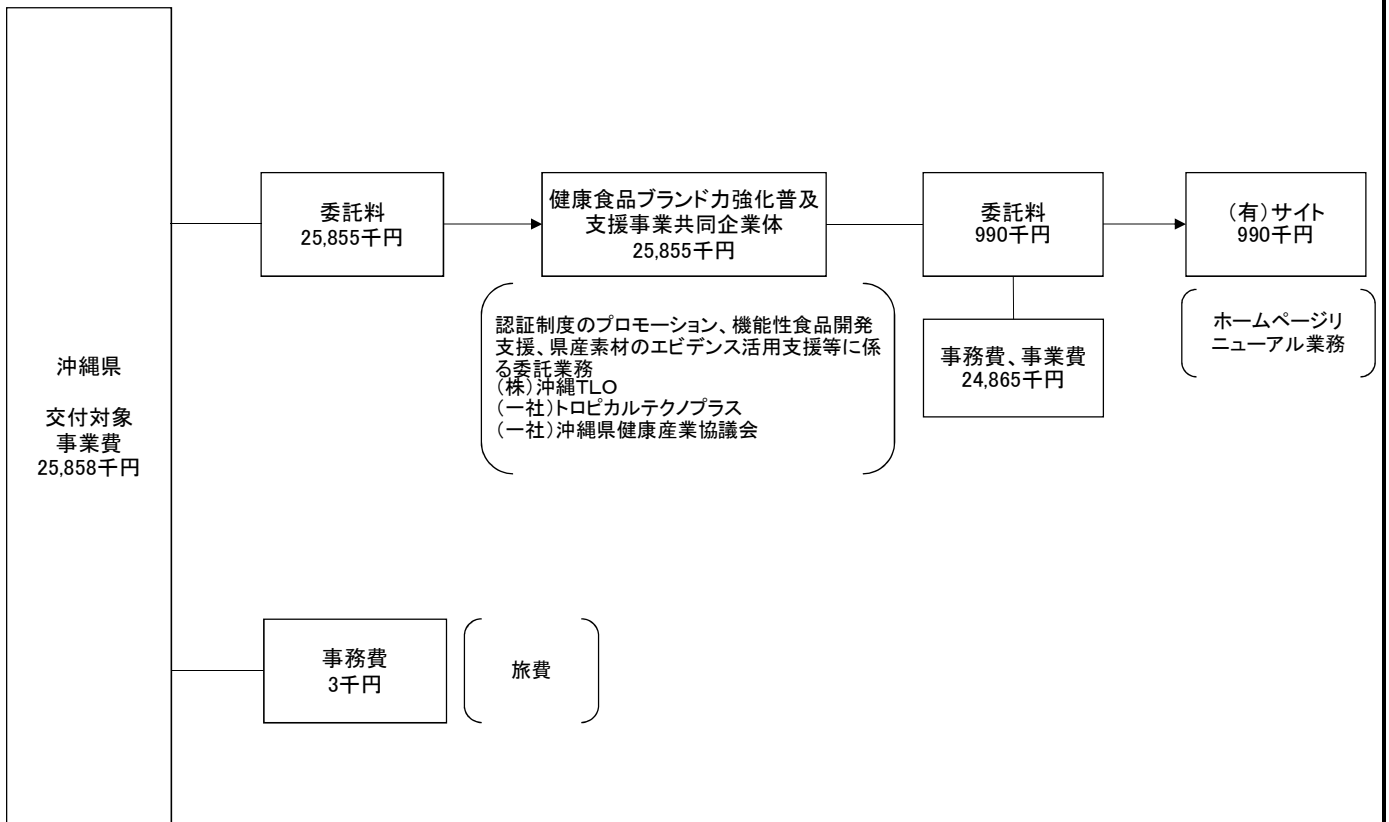 沖縄県
交付対象
事業費
25,858千円
委託料
25,855千円
健康食品ブランド力強化普及
支援事業共同企業体
25,855千円
認証制度のプロモーション、機能性食品開発
支援、県産素材のエビデンス活用支援等に係
る委託業務
(株)沖縄TLO
(一社)トロピカルテクノプラス
(一社)沖縄県健康産業協議会
委託料
990千円
事務費、事業費
24,865千円
(有)サイト
990千円
ホームページリ
ニューアル業務
事務費
3千円
旅費